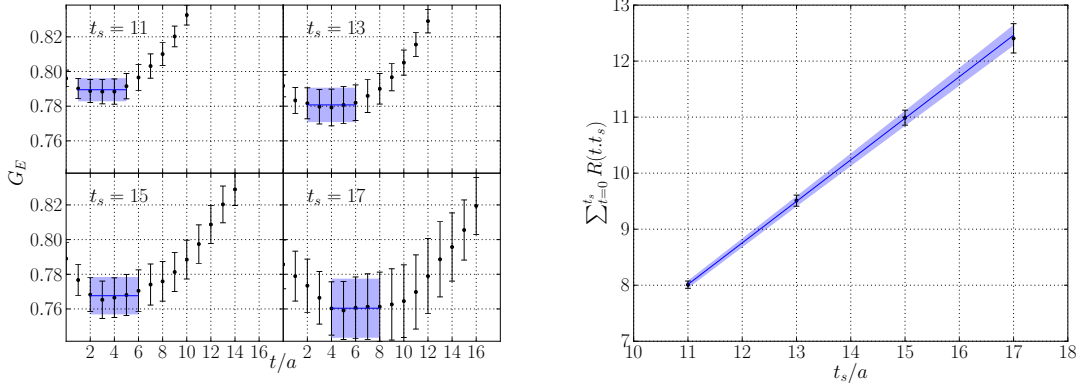 t_s = 11
t_s = 13
0.82
0.80
0.78
0.76
G_E
t_s = 15
t_s = 17
0.82
0.80
0.78
0.76
2 4 6 8 10 12 14 16
2 4 6 8 10 12 14 16
t/a
13
12
11
10
9
8
7
∑_{t=0}^{t_s} R(t.t_s)
10 11 12 13 14 15 16 17 18
t_s/a